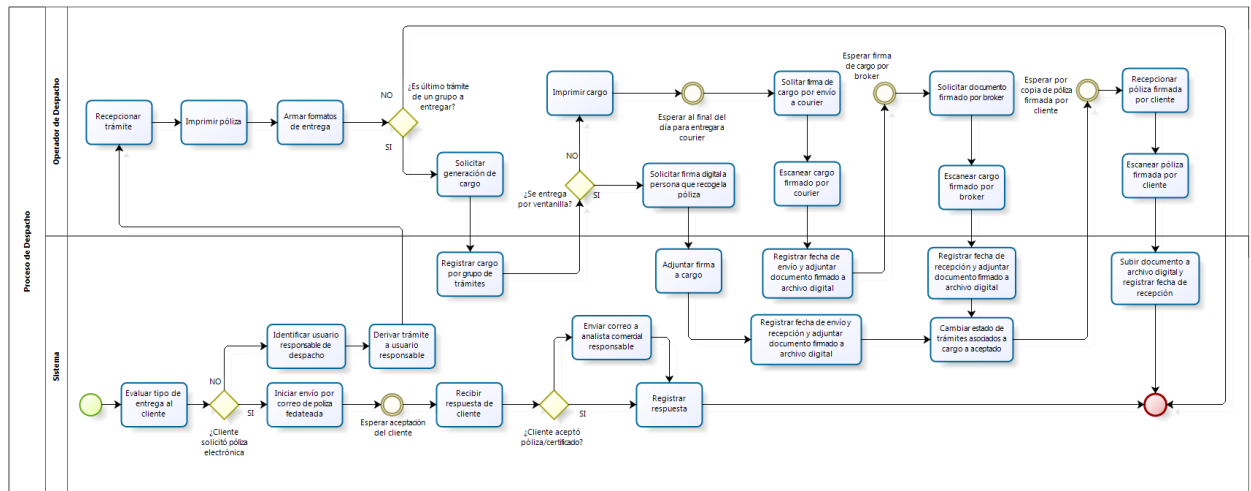 Proceso de Despacho
Operador de Despacho
Recepcionar
trámite
Imprimir póliza
Armar formatos
de entrega
NO
SI
¿Es último trámite
de un grupo a
entregar?
Solicitar
generación de
cargo
¿Se entrega
por ventanilla?
NO
SI
Imprimir cargo
Solicitar firma digital a
persona que recoge la
póliza
Esperar al final del
día para entregar a
courier
Solitar firma de
cargo por envío
a courier
Escanear cargo
firmado por
courier
Esperar firma
de cargo por
broker
Solicitar documento
firmado por broker
Escanear cargo
firmado por
broker
Esperar por
copia de póliza
firmada por
cliente
Recepcionar
póliza firmada
por cliente
Escanear póliza
firmada por
cliente
Sistema
Registrar cargo
por grupo de
trámites
Adjuntar firma
a cargo
Registrar fecha de
envío y adjuntar
documento firmado a
archivo digital
Registrar fecha de
recepción y adjuntar
documento firmado a
archivo digital
Subir documento a
archivo digital y
registrar fecha de
recepción
Identificar usuario
responsable de
despacho
Derivar trámite
a usuario
responsable
Enviar correo a
analista comercial
responsable
Registrar fecha de envío y
recepción y adjuntar
documento firmado a
archivo digital
Cambiar estado de
trámites asociados a
cargo a aceptado
Evaluar tipo de
entrega al
cliente
NO
SI
¿Cliente
solicitó póliza
electrónica
Iniciar envío por
correo de poliza
fedateada
Esperar aceptación
del cliente
Recibir
respuesta de
cliente
¿Cliente aceptó
póliza/certificado?
SI
Registrar
respuesta